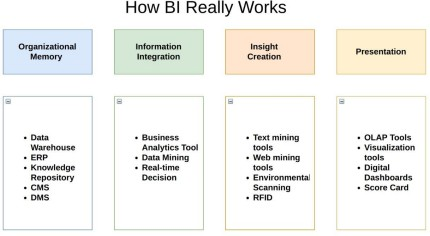 How BI Really Works
Organizational
Memory
Information
Integration
Insight
Creation
Presentation
• Data
Warehouse
• ERP
• Knowledge
Repository
• CMS
• DMS
• Business
Analytics Tool
• Data Mining
• Real-time
Decision
• Text mining
tools
• Web mining
tools
• Environmental
Scanning
• RFID
• OLAP Tools
• Visualization
tools
• Digital
Dashboards
• Score Card